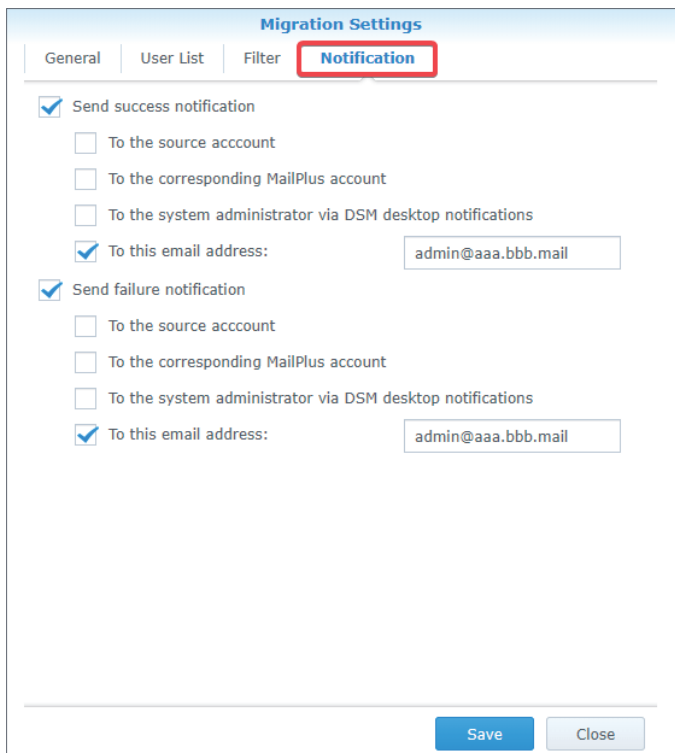 Migration Settings
General User List Filter Notification
Send success notification
To the source acccount
To the corresponding MailPlus account
To the system administrator via DSM desktop notifications
To this email address: admin@aaa.bbb.mail
Send failure notification
To the source acccount
To the corresponding MailPlus account
To the system administrator via DSM desktop notifications
To this email address: admin@aaa.bbb.mail
Save Close